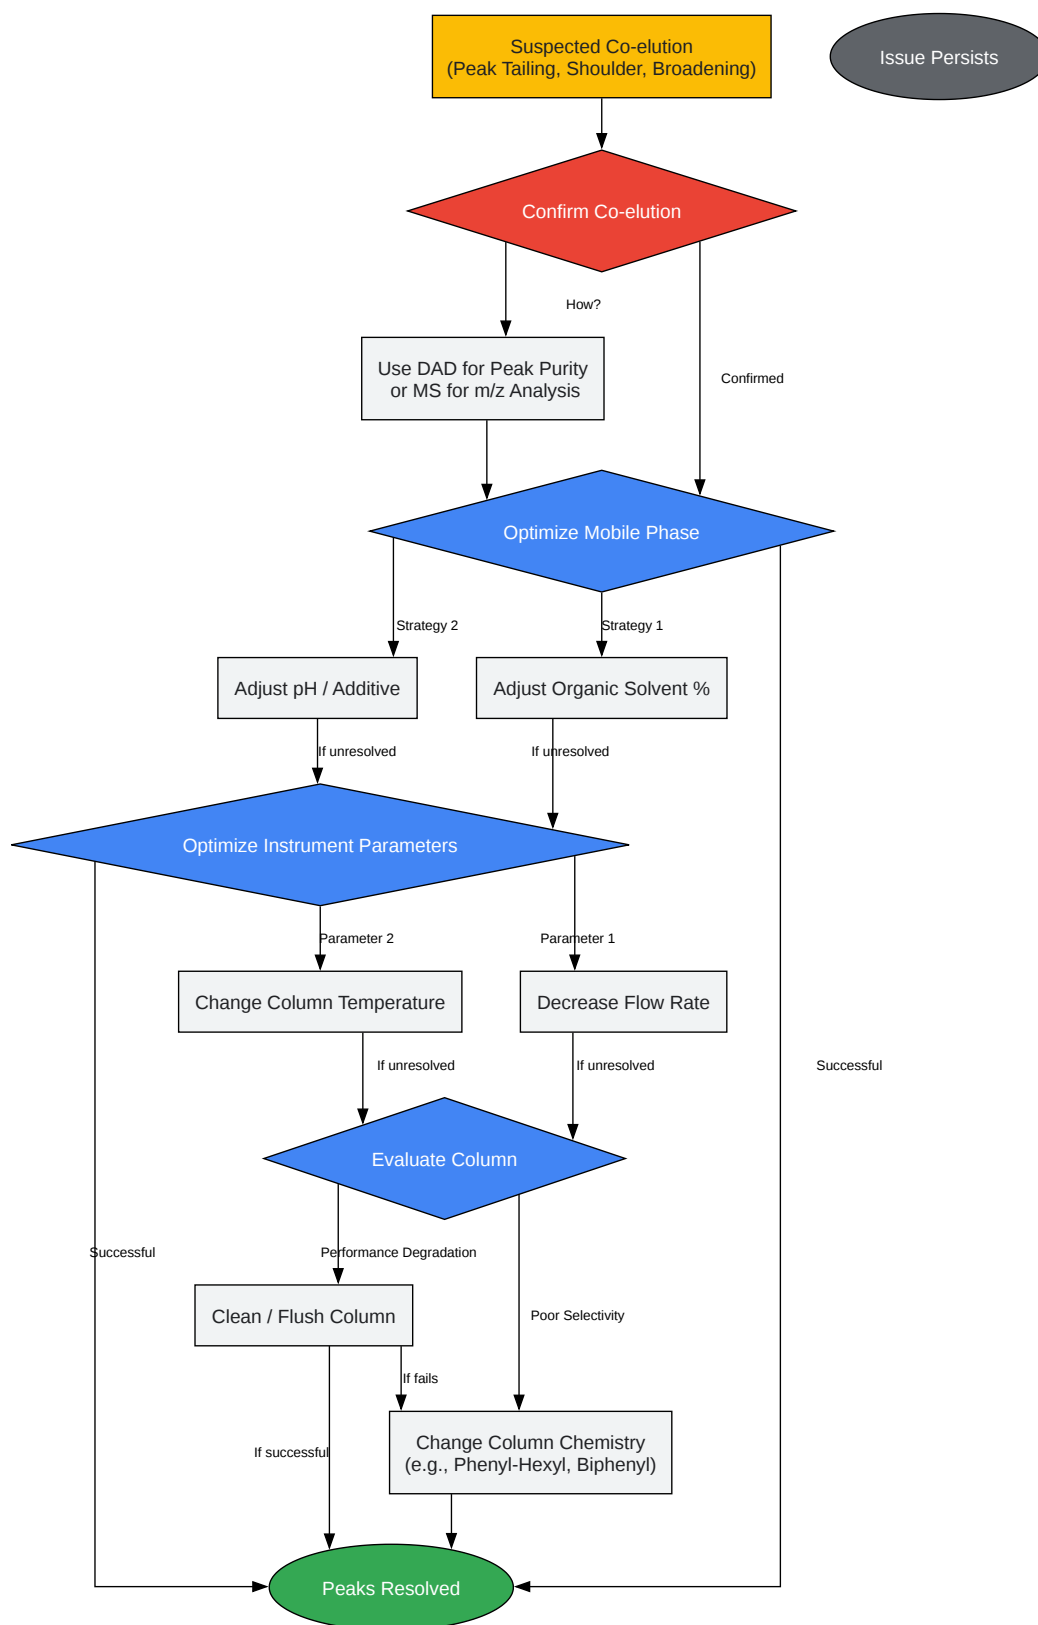 Suspected Co-elution
(Peak Tailing, Shoulder, Broadening)
Issue Persists
Confirm Co-elution
How?
Use DAD for Peak Purity
or MS for m/z Analysis
Confirmed
Optimize Mobile Phase
Strategy 2
Strategy 1
Adjust pH / Additive
Adjust Organic Solvent %
If unresolved
If unresolved
Optimize Instrument Parameters
Parameter 2
Parameter 1
Change Column Temperature
Decrease Flow Rate
If unresolved
If unresolved
Successful
Evaluate Column
Successful
Performance Degradation
Clean / Flush Column
Poor Selectivity
If fails
Change Column Chemistry
(e.g., Phenyl-Hexyl, Biphenyl)
If successful
Peaks Resolved